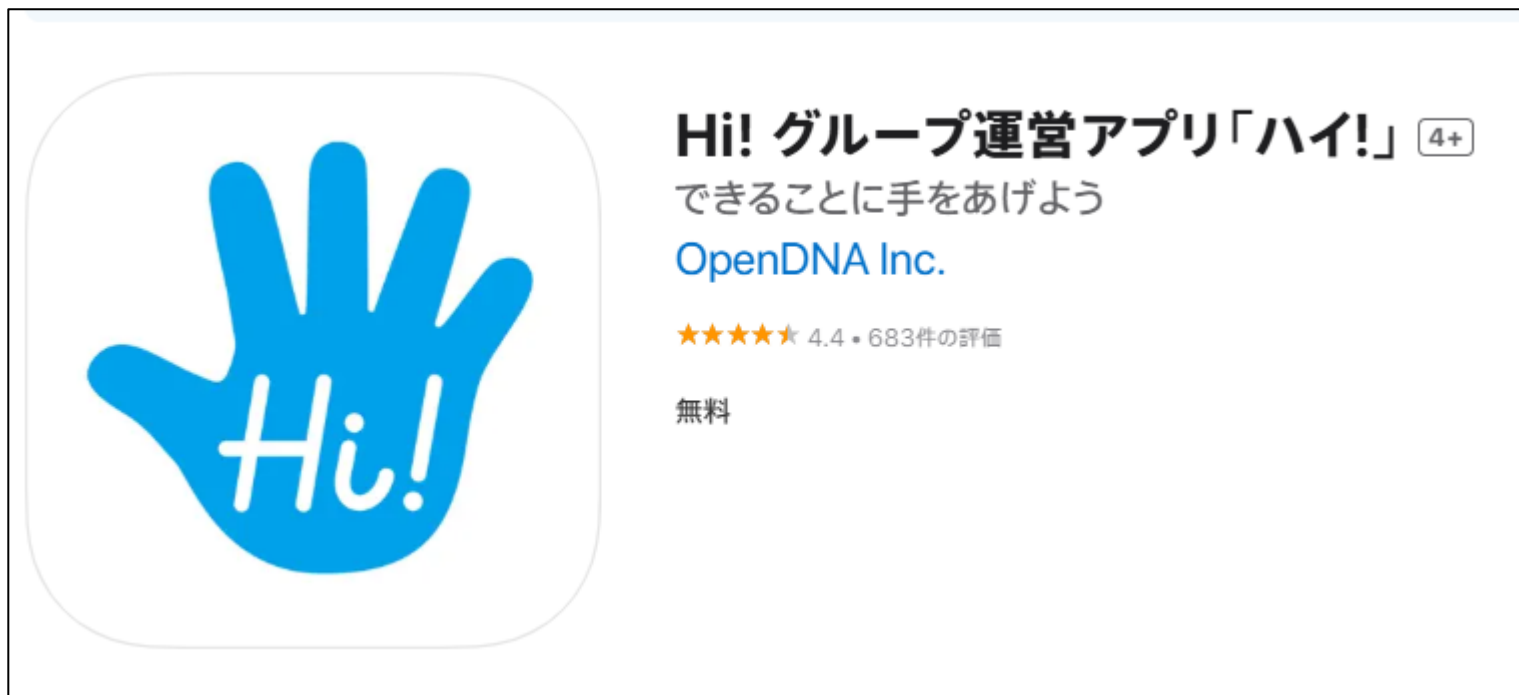 Hi!
Hi! グループ運営アプリ「ハイ!」 4+
できることに手をあげよう
OpenDNA Inc.
★★★★★ 4.4 • 683件の評価
無料